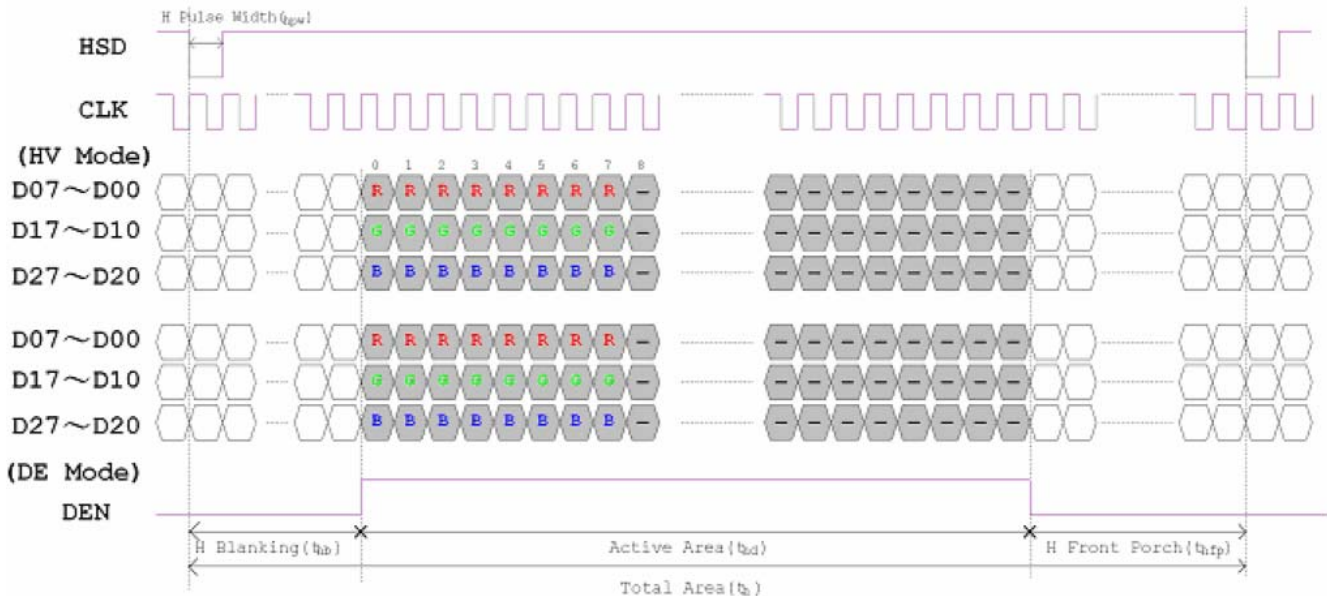 H Pulse Width(thpw)
HSD
CLK
(HV Mode)
0 1 2 3 4 5 6 7 8
D07~D00 R R R R R R R R –
D17~D10 G G G G G G G G –
D27~D20 B B B B B B B B –
D07~D00 R R R R R R R R –
D17~D10 G G G G G G G G –
D27~D20 B B B B B B B B –
(DE Mode)
DEN
H Blanking(thb) Active Area(thd) H Front Porch(thfp)
Total Area(th)